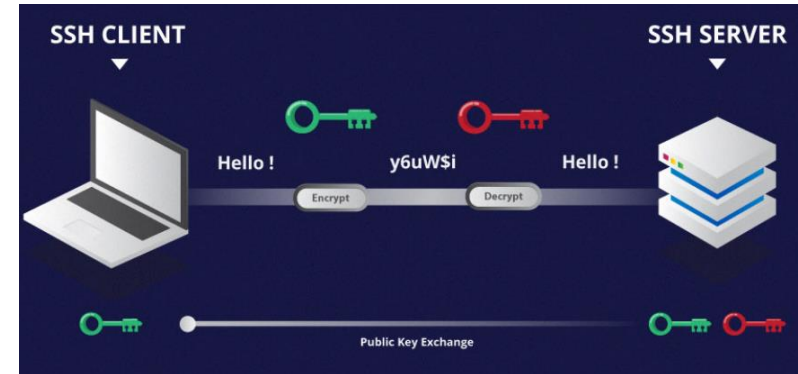 SSH CLIENT
SSH SERVER
Hello !
y6uW$i
Hello !
Encrypt
Decrypt
Public Key Exchange